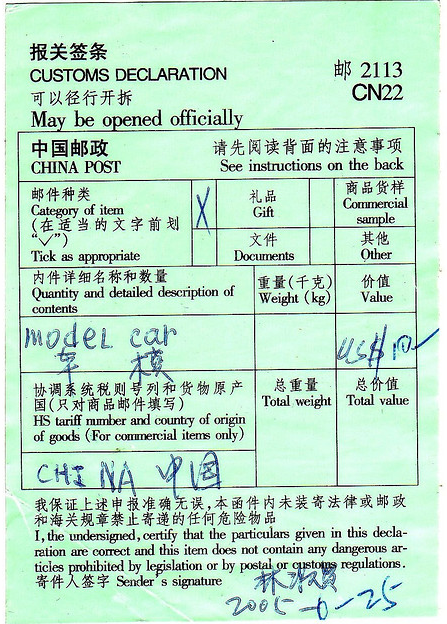 报关签条
CUSTOMS DECLARATION
可以径行开拆
May be opened officially
邮 2113
CN22
中国邮政
CHINA POST
请先阅读背面的注意事项
See instructions on the back
邮件种类
Category of item
(在适当的文字前划
“✓”)
Tick as appropriate
X
礼品
Gift
商品货样
Commercial
sample
文件
Documents
其他
Other
内件详细名称和数量
Quantity and detailed description of
contents
重量(千克)
Weight (kg)
价值
Value
model car
车 模
US$10-
协调系统税则号列和货物原产
国(只对商品邮件填写)
HS tariff number and country of origin
of goods (For commercial items only)
总重量
Total weight
总价值
Total value
CHINA 中国
我保证上述申报准确无误,本函件内未装寄法律或邮政
和海关规章禁止寄递的任何危险物品
I, the undersigned, certify that the particulars given in this decla-
ration are correct and this item does not contain any dangerous ar-
ticles prohibited by legislation or by postal or customs regulations.
寄件人签字 Sender's signature
林
2005-6-25